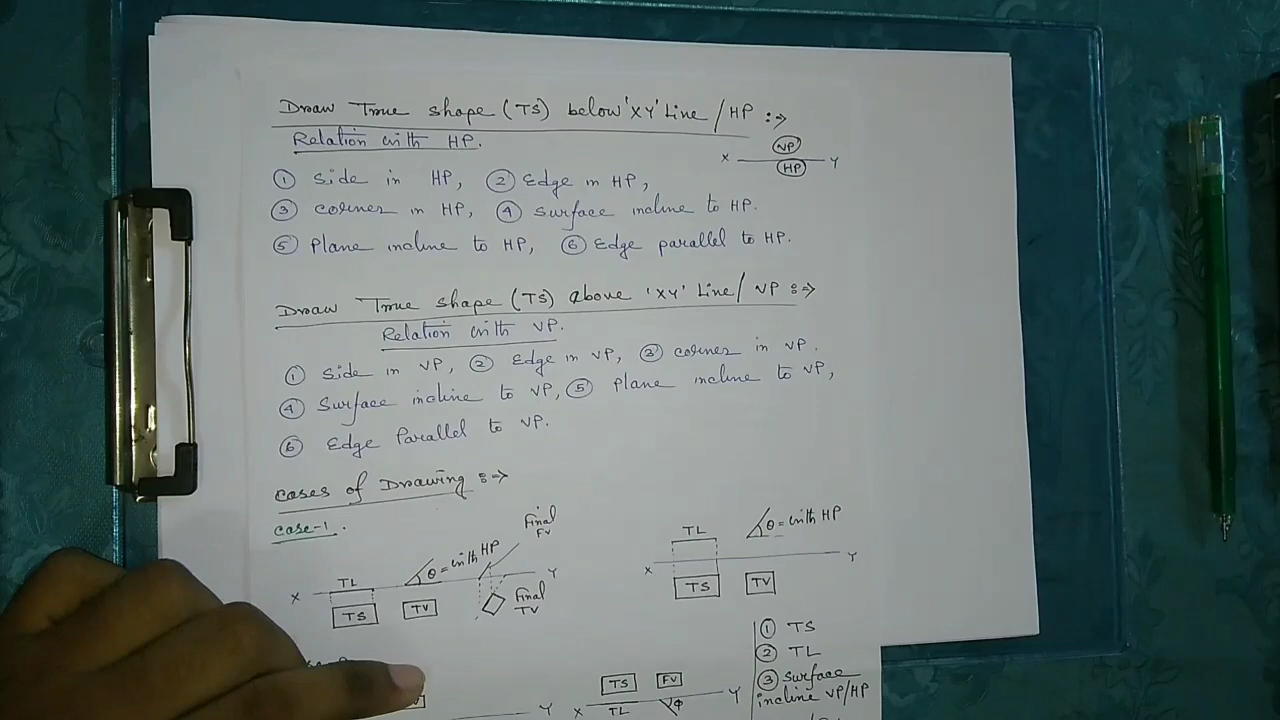 Draw True shape (TS) below 'XY' Line / HP :→
Relation with HP.
X VP Y
HP
① Side in HP, ② Edge in HP,
③ corner in HP, ④ Surface incline to HP.
⑤ Plane incline to HP, ⑥ Edge parallel to HP.
Draw True shape (TS) above 'XY' Line / VP :→
Relation with VP.
① Side in VP, ② Edge in VP, ③ corner in VP.
④ Surface incline to VP, ⑤ Plane incline to VP,
⑥ Edge Parallel to VP.
Cases of Drawing :→
Case-1.
X TL θ = with HP Final FV Y
TS TV Final TV
TL θ = with HP
X Y
TS TV
① TS
② TL
③ Surface
incline VP/HP
Y
TS FV
X TL φ Y